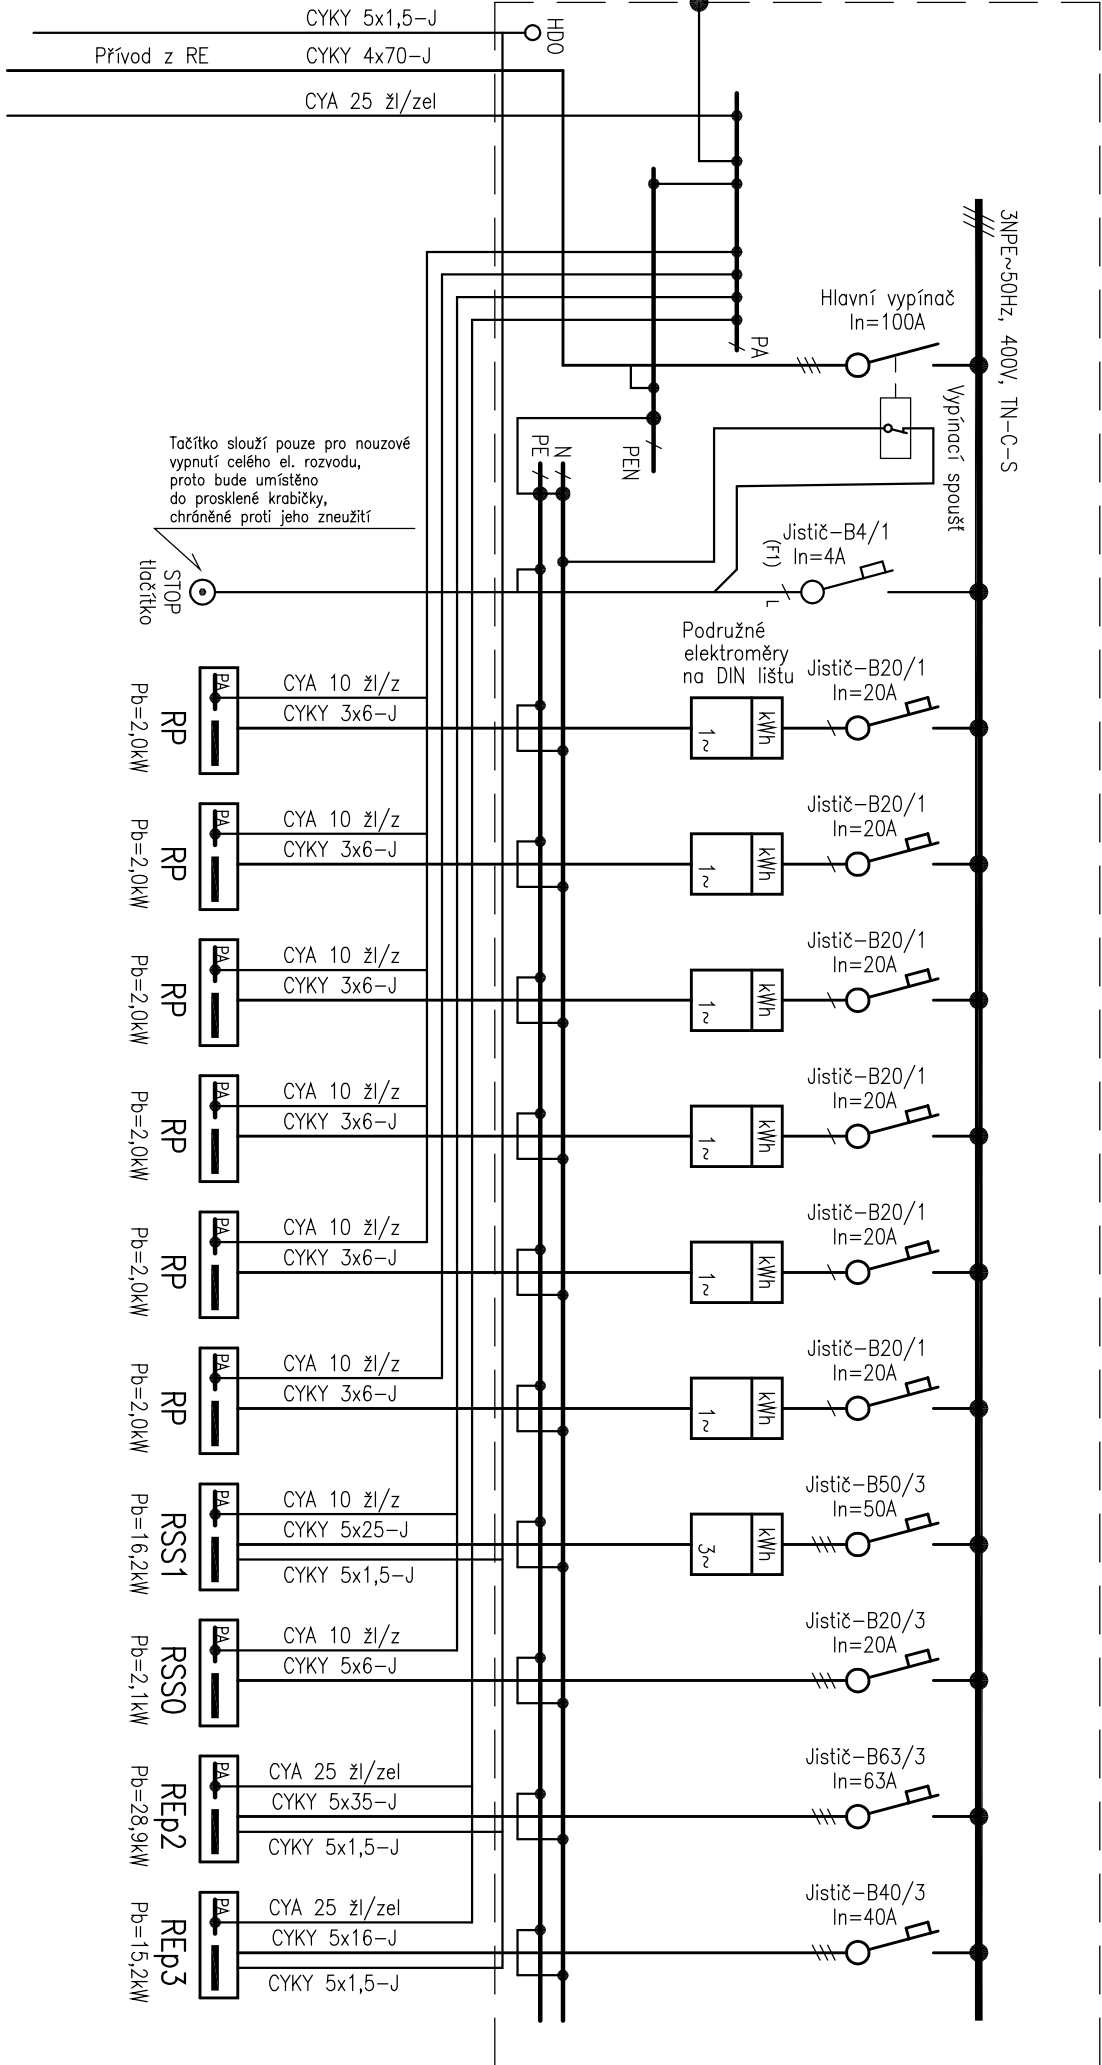 CYKY 5x1,5-J
HDO
Přívod z RE
CYKY 4x70-J
CYA 25 žl/zel
3NPE~50Hz, 400V, TN-C-S
Hlavní vypínač
In=100A
PA
Vypínací spoušť
PEN
PE
N
Tačítko slouží pouze pro nouzové
vypnutí celého el. rozvodu,
proto bude umístěno
do prosklené krabičky,
chráněné proti jeho zneužití
STOP
tlačítko
Jistič-B4/1
In=4A
(F1)
L
Podružné
elektroměry
na DIN lištu
Jistič-B20/1
In=20A
kWh
1~
CYA 10 žl/z
CYKY 3x6-J
PA
RP
Pb=2,0kW
Jistič-B20/1
In=20A
kWh
1~
CYA 10 žl/z
CYKY 3x6-J
PA
RP
Pb=2,0kW
Jistič-B20/1
In=20A
kWh
1~
CYA 10 žl/z
CYKY 3x6-J
PA
RP
Pb=2,0kW
Jistič-B20/1
In=20A
kWh
1~
CYA 10 žl/z
CYKY 3x6-J
PA
RP
Pb=2,0kW
Jistič-B20/1
In=20A
kWh
1~
CYA 10 žl/z
CYKY 3x6-J
PA
RP
Pb=2,0kW
Jistič-B20/1
In=20A
kWh
1~
CYA 10 žl/z
CYKY 3x6-J
PA
RP
Pb=2,0kW
Jistič-B50/3
In=50A
kWh
3~
CYA 10 žl/z
CYKY 5x25-J
CYKY 5x1,5-J
PA
RSS1
Pb=16,2kW
Jistič-B20/3
In=20A
CYA 10 žl/z
CYKY 5x6-J
PA
RSS0
Pb=2,1kW
Jistič-B63/3
In=63A
CYA 25 žl/zel
CYKY 5x35-J
CYKY 5x1,5-J
PA
REp2
Pb=28,9kW
Jistič-B40/3
In=40A
CYA 25 žl/zel
CYKY 5x16-J
CYKY 5x1,5-J
PA
REp3
Pb=15,2kW